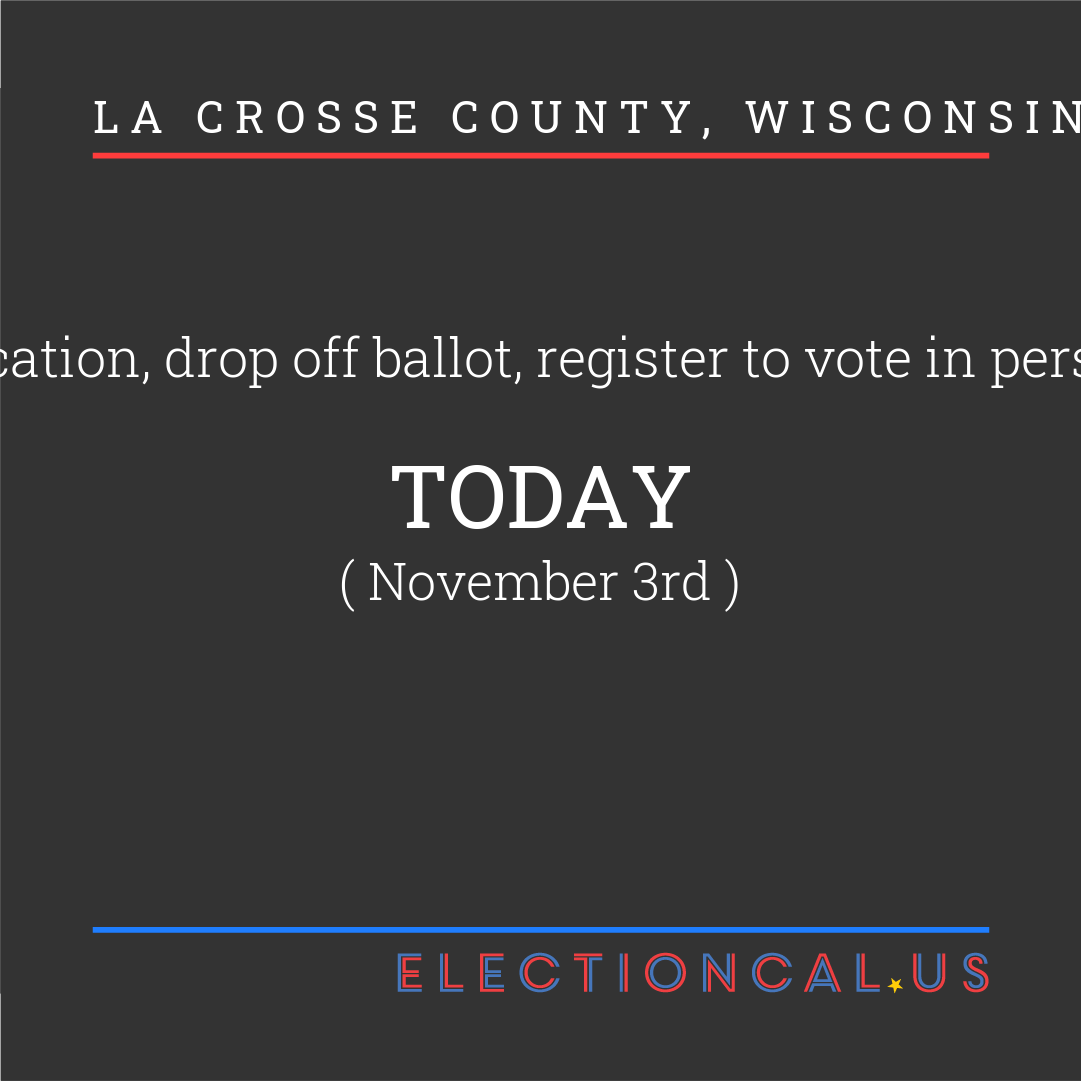 LA CROSSE COUNTY, WISCONSIN
cation, drop off ballot, register to vote in pers
TODAY
( November 3rd )
ELECTIONCAL.US